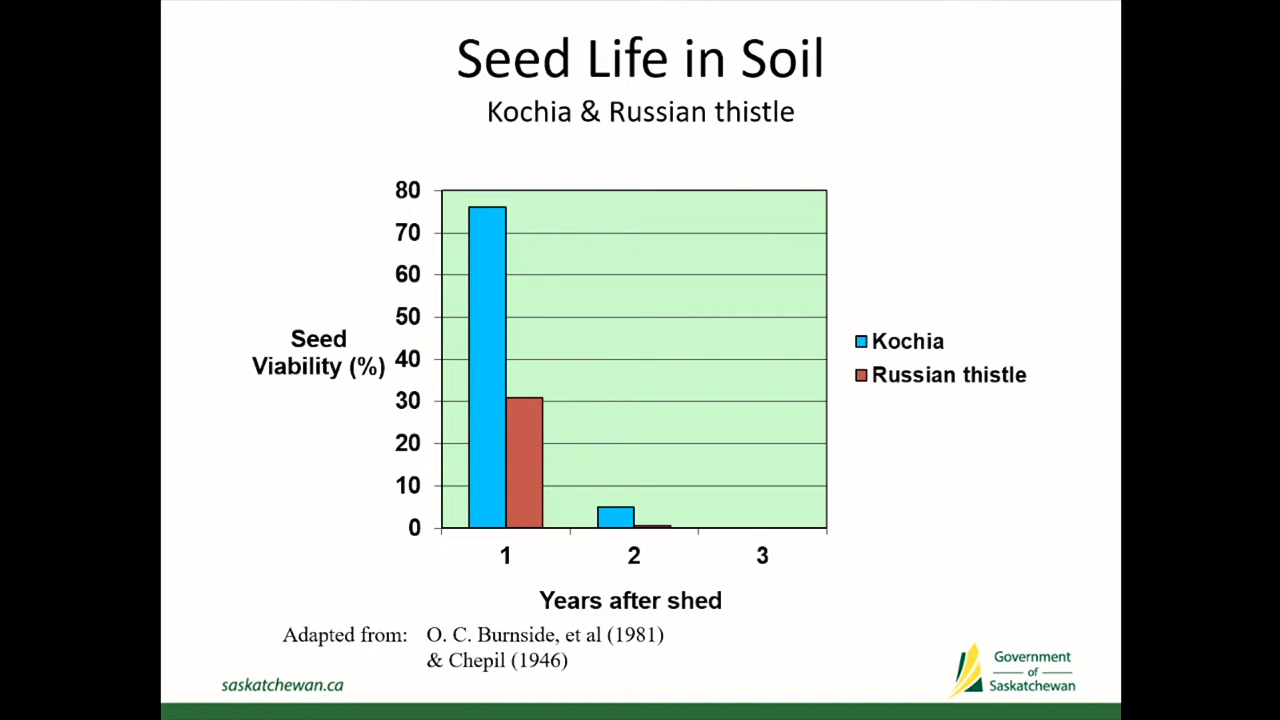 Seed Life in Soil
Kochia & Russian thistle
80
70
60
50
40
30
20
10
0
Seed
Viability (%)
Kochia
Russian thistle
1 2 3
Years after shed
Adapted from: O. C. Burnside, et al (1981)
& Chepil (1946)
saskatchewan.ca
Government
of
Saskatchewan